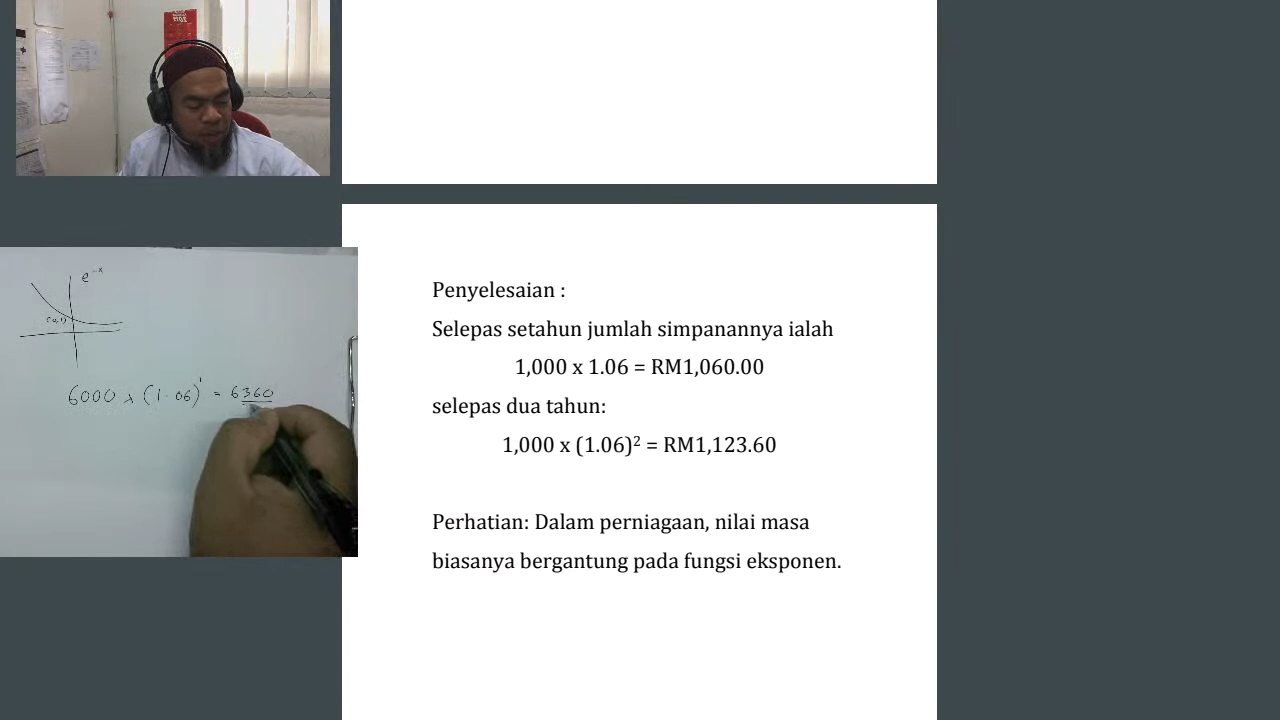 e⁻ˣ
(0,1)
6000 x (1.06)¹ = 6360
Penyelesaian :
Selepas setahun jumlah simpanannya ialah
1,000 x 1.06 = RM1,060.00
selepas dua tahun:
1,000 x (1.06)² = RM1,123.60
Perhatian: Dalam perniagaan, nilai masa
biasanya bergantung pada fungsi eksponen.